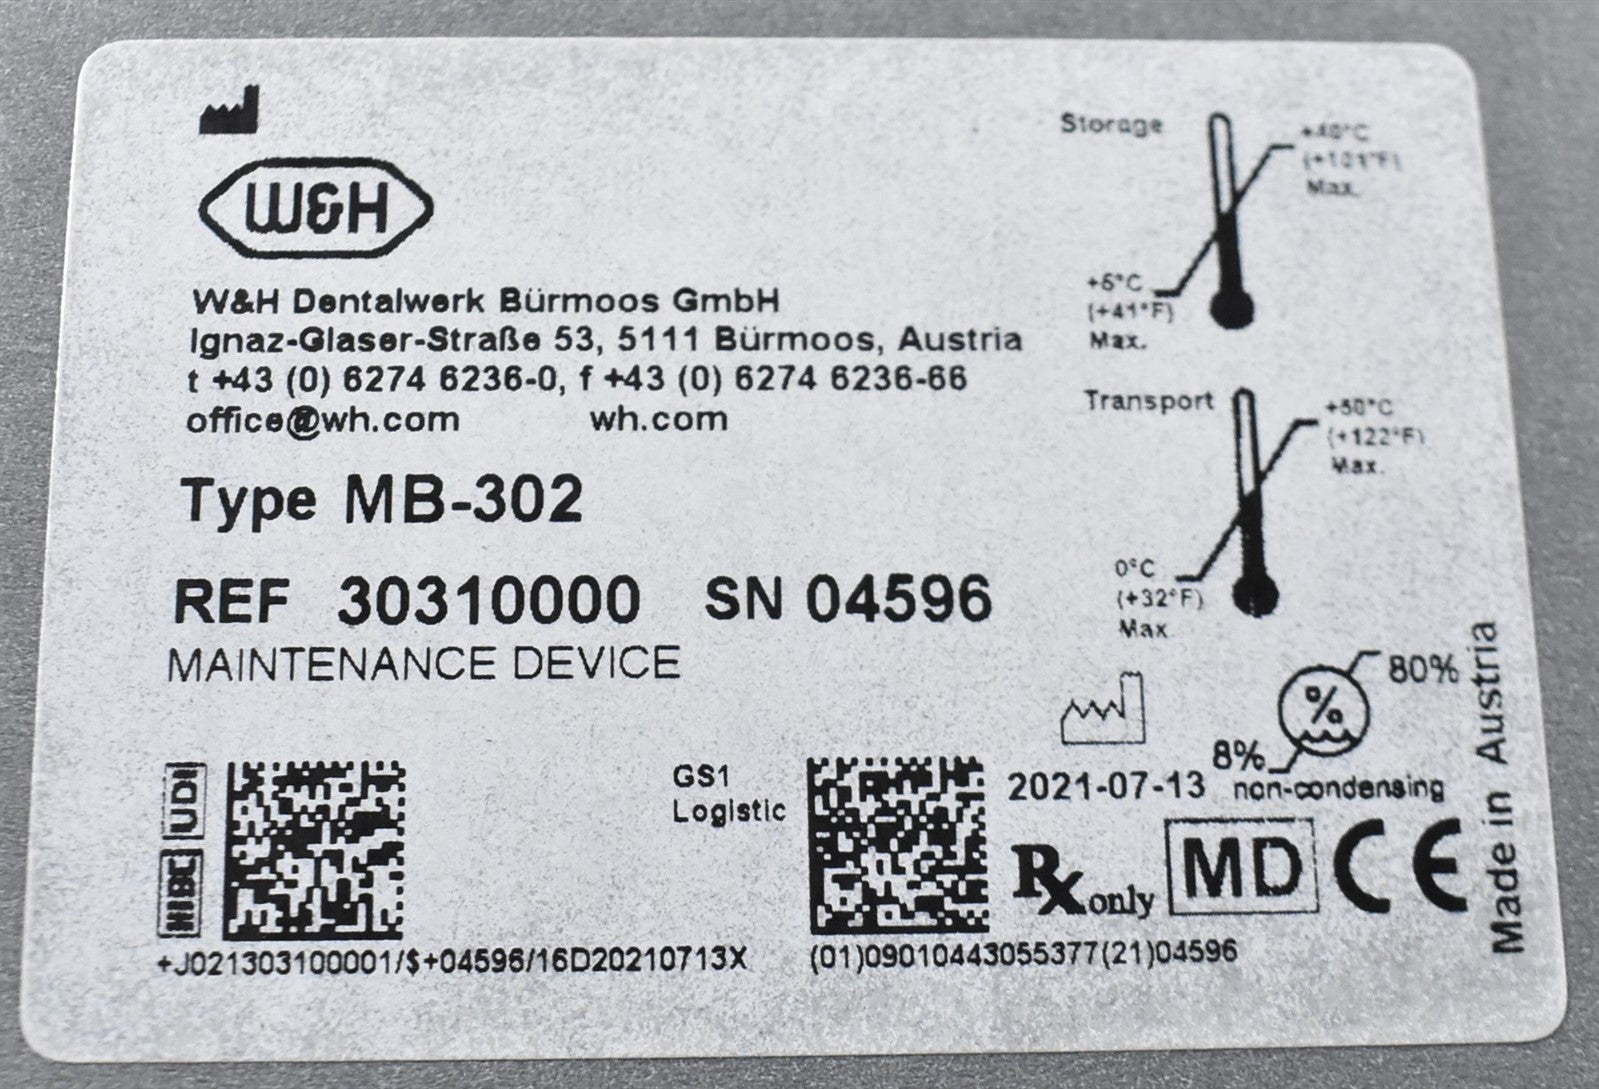 W&H
W&H Dentalwerk Bürmoos GmbH
Ignaz-Glaser-Straße 53, 5111 Bürmoos, Austria
t +43 (0) 6274 6236-0, f +43 (0) 6274 6236-66
office@wh.com wh.com
Type MB-302
REF 30310000 SN 04596
MAINTENANCE DEVICE
Storage
+40°C
(+101°F)
Max.
+5°C
(+41°F)
Max.
Transport
+50°C
(+122°F)
Max.
0°C
(+32°F)
Max
80%
%
8%
non-condensing
2021-07-13
Made in Austria
UDI
HIBC
GS1
Logistic
Rx only
MD
CE
+J021303100001/$+04596/16D20210713X
(01)09010443055377(21)04596